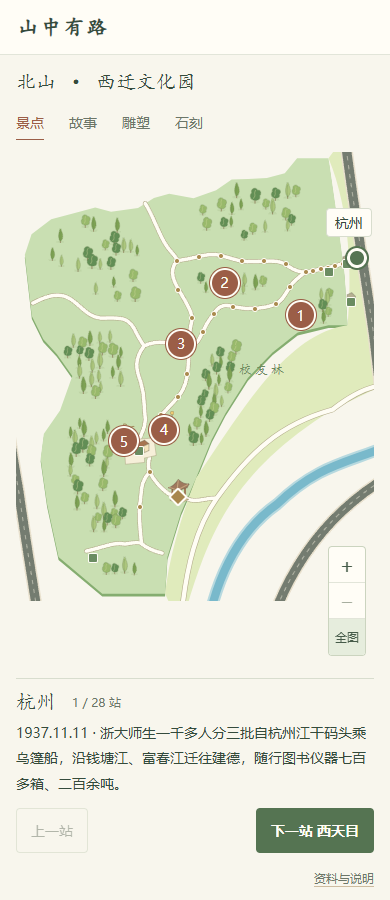 山中有路
北山 • 西迁文化园
景点 故事 雕塑 石刻
杭州
2
1
3
校友林
4
5
+
−
全图
杭州 1 / 28 站
1937.11.11 · 浙大师生一千多人分三批自杭州江干码头乘
乌篷船，沿钱塘江、富春江迁往建德，随行图书仪器七百
多箱、二百余吨。
上一站 下一站 西天目
资料与说明